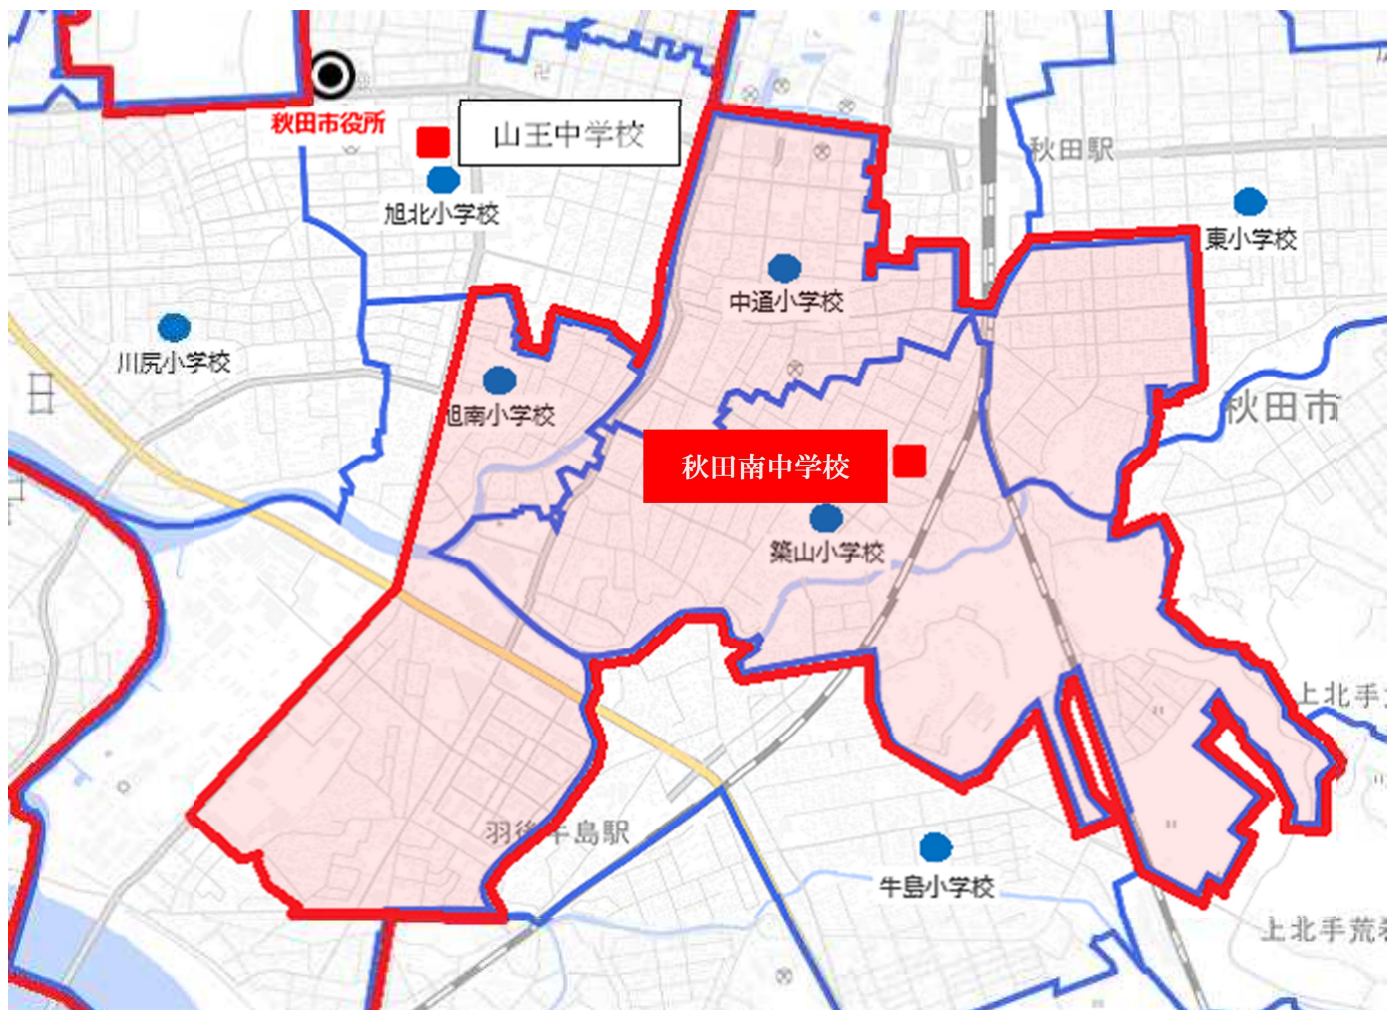 秋田市役所
山王中学校
秋田駅
旭北小学校
東小学校
中通小学校
川尻小学校
旭南小学校
秋田市
秋田南中学校
築山小学校
上北手
羽後牛島駅
牛島小学校
上北手荒